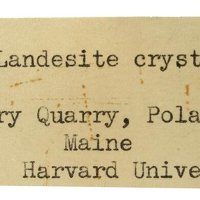 Landesite cryst
ry Quarry, Pola
Maine
Harvard Unive